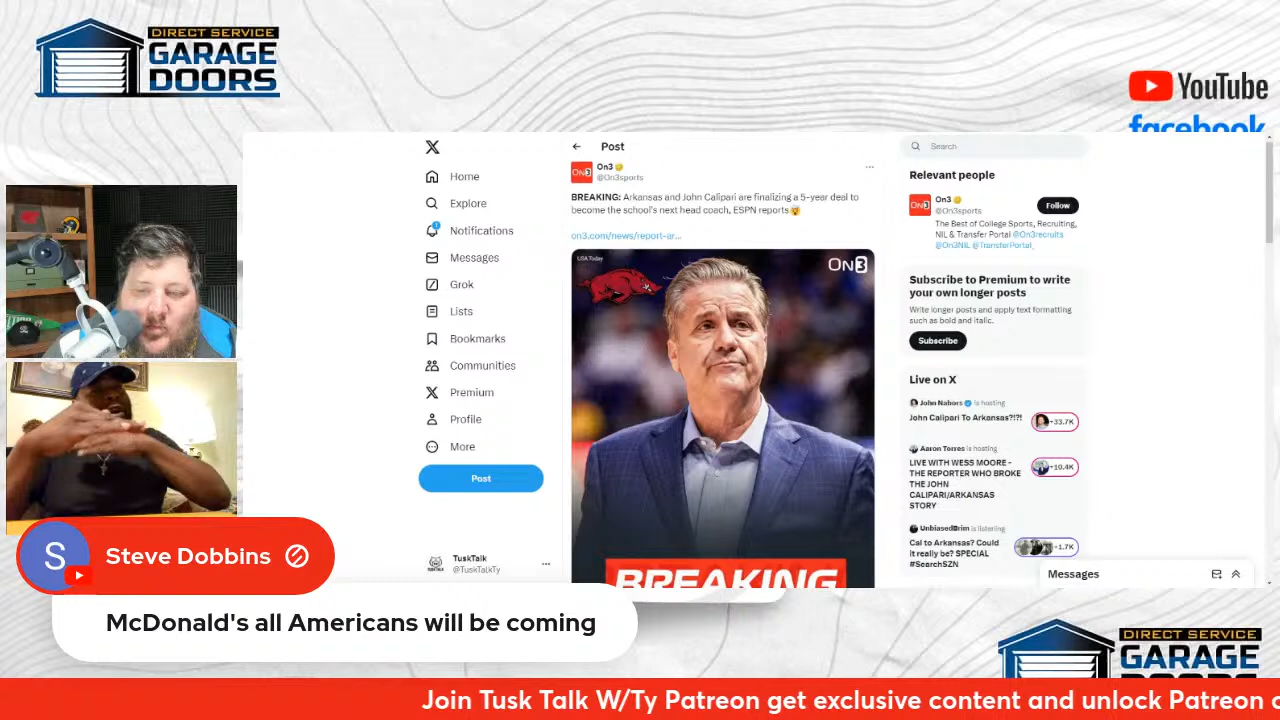 DIRECT SERVICE
GARAGE
DOORS
YouTube
facebook
Post
Search
Home
Explore
Notifications
Messages
Grok
Lists
Bookmarks
Communities
Premium
Profile
More
Post
TuskTalk
@TuskTalkTy
On3
On3
@On3sports
BREAKING: Arkansas and John Calipari are finalizing a 5-year deal to
become the school's next head coach, ESPN reports
on3.com/news/report-ar...
USA Today
On3
BREAKING
Relevant people
On3
On3
@On3sports
Follow
The Best of College Sports, Recruiting,
NIL & Transfer Portal @On3recruits
@On3NIL @TransferPortal_
Subscribe to Premium to write
your own longer posts
Write longer posts and apply text formatting
such as bold and italic.
Subscribe
Live on X
John Nabors is hosting
John Calipari To Arkansas?!?!
+33.7K
Aaron Torres is hosting
LIVE WITH WESS MOORE -
THE REPORTER WHO BROKE
THE JOHN
CALIPARI/ARKANSAS
STORY
+10.4K
is listening
Cal to Arkansas? Could
it really be? SPECIAL
#SearchSZN
+1.7K
Messages
S
Steve Dobbins
McDonald's all Americans will be coming
DIRECT SERVICE
GARAGE
DOORS
Join Tusk Talk W/Ty Patreon get exclusive content and unlock Patreon